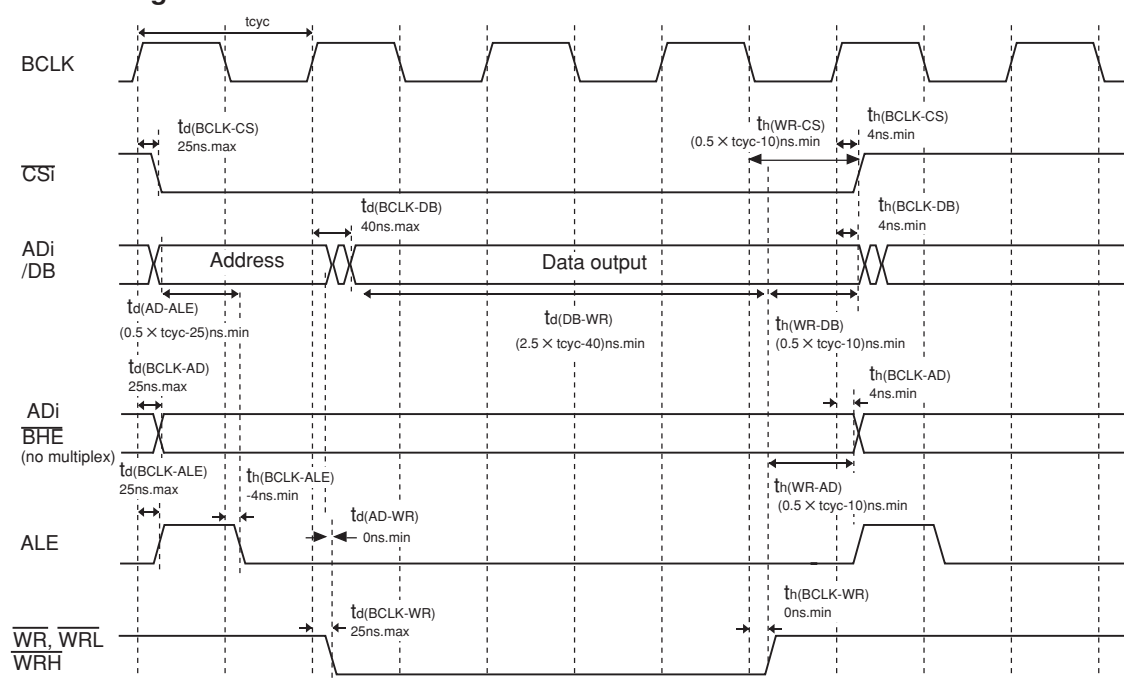 tcyc
BCLK
td(BCLK-CS)
25ns.max
th(WR-CS)
(0.5 × tcyc-10)ns.min
th(BCLK-CS)
4ns.min
CSi
td(BCLK-DB)
40ns.max
th(BCLK-DB)
4ns.min
ADi
/DB
Address
Data output
td(AD-ALE)
(0.5 × tcyc-25)ns.min
td(DB-WR)
(2.5 × tcyc-40)ns.min
th(WR-DB)
(0.5 × tcyc-10)ns.min
td(BCLK-AD)
25ns.max
th(BCLK-AD)
4ns.min
ADi
BHE
(no multiplex)
td(BCLK-ALE)
25ns.max
th(BCLK-ALE)
-4ns.min
th(WR-AD)
(0.5 × tcyc-10)ns.min
td(AD-WR)
0ns.min
ALE
td(BCLK-WR)
25ns.max
th(BCLK-WR)
0ns.min
WR, WRL
WRH